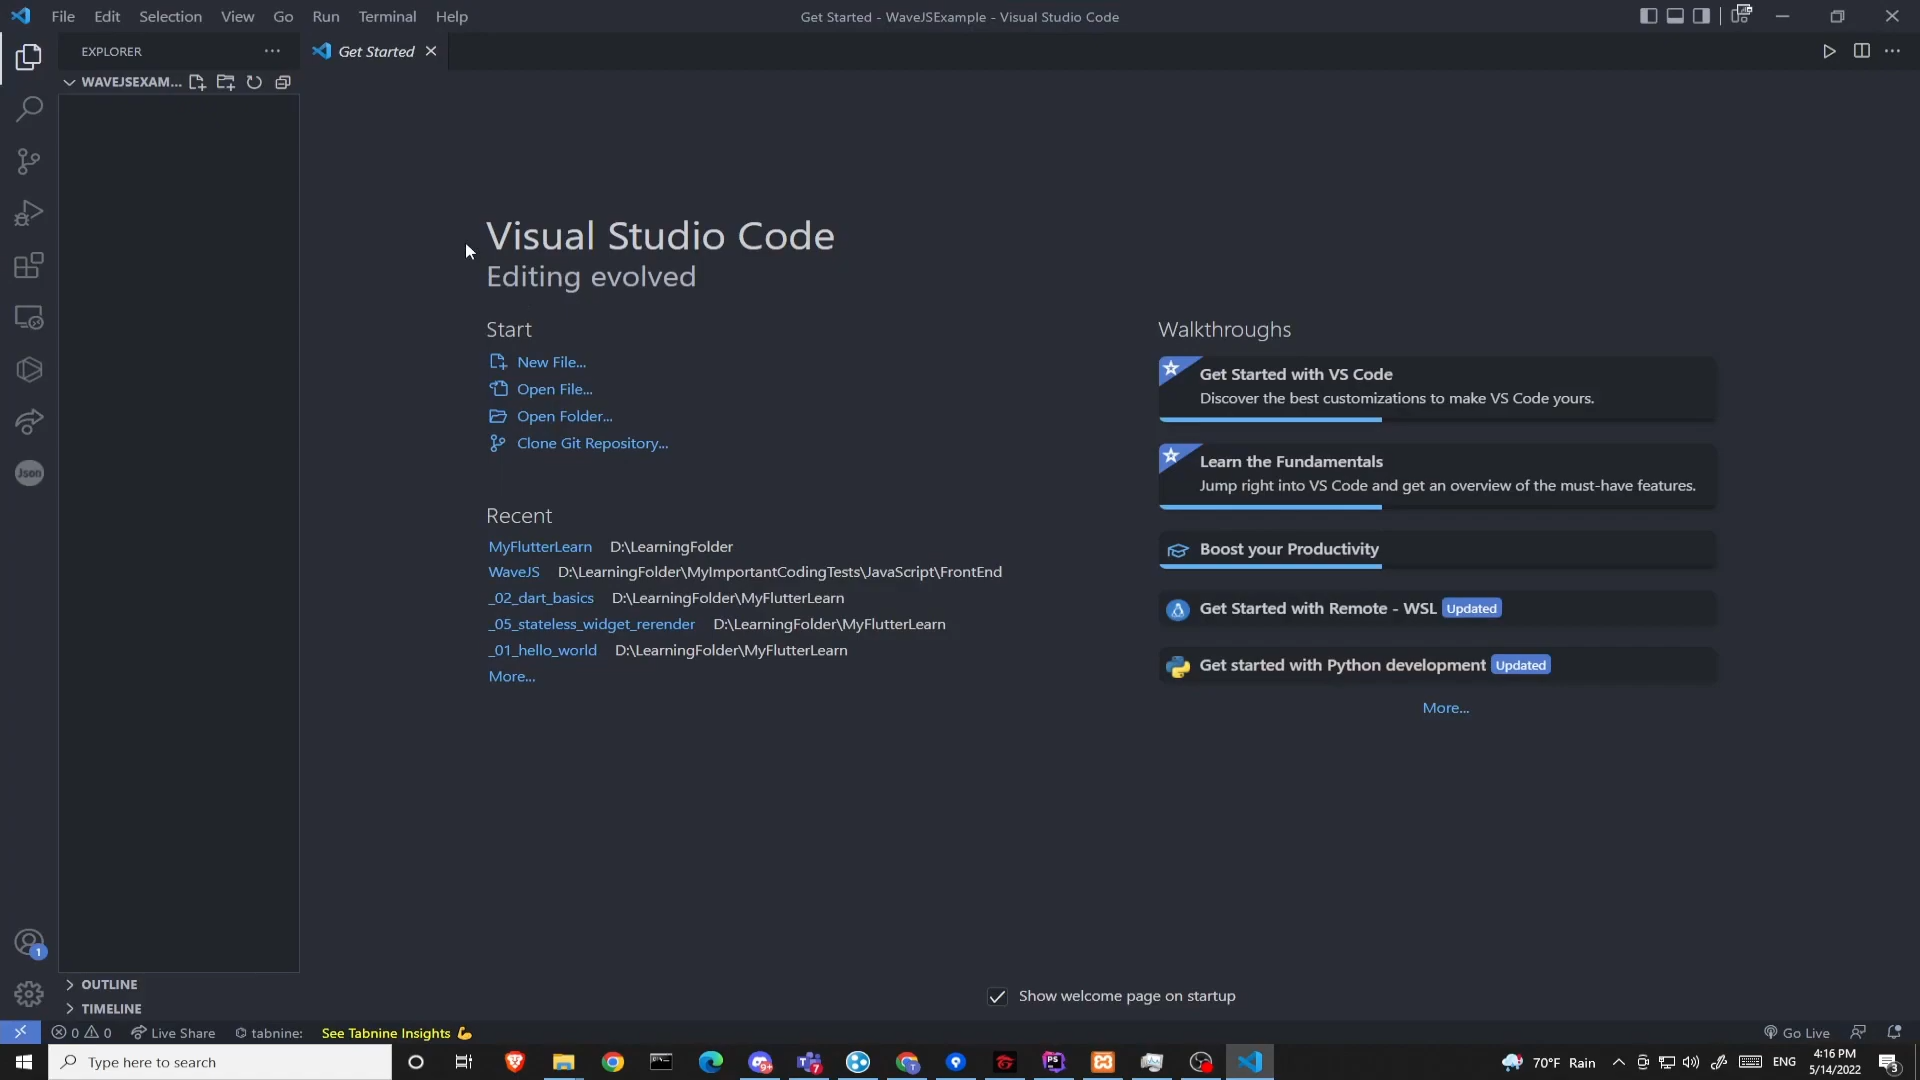 File Edit Selection View Go Run Terminal Help
Get Started - WaveJSExample - Visual Studio Code
EXPLORER
Get Started
WAVEJSEXAM...
Visual Studio Code
Editing evolved
Start
New File...
Open File...
Open Folder...
Clone Git Repository...
Recent
MyFlutterLearn D:\LearningFolder
WaveJS D:\LearningFolder\MyImportantCodingTests\JavaScript\FrontEnd
_02_dart_basics D:\LearningFolder\MyFlutterLearn
_05_stateless_widget_rerender D:\LearningFolder\MyFlutterLearn
_01_hello_world D:\LearningFolder\MyFlutterLearn
More...
Walkthroughs
Get Started with VS Code
Discover the best customizations to make VS Code yours.
Learn the Fundamentals
Jump right into VS Code and get an overview of the must-have features.
Boost your Productivity
Get Started with Remote - WSL Updated
Get started with Python development Updated
More...
Json
1
OUTLINE
TIMELINE
Show welcome page on startup
0 0 Live Share tabnine: See Tabnine Insights
Go Live
Type here to search
9+
7
T
PS
70°F Rain
ENG
4:16 PM
5/14/2022
3